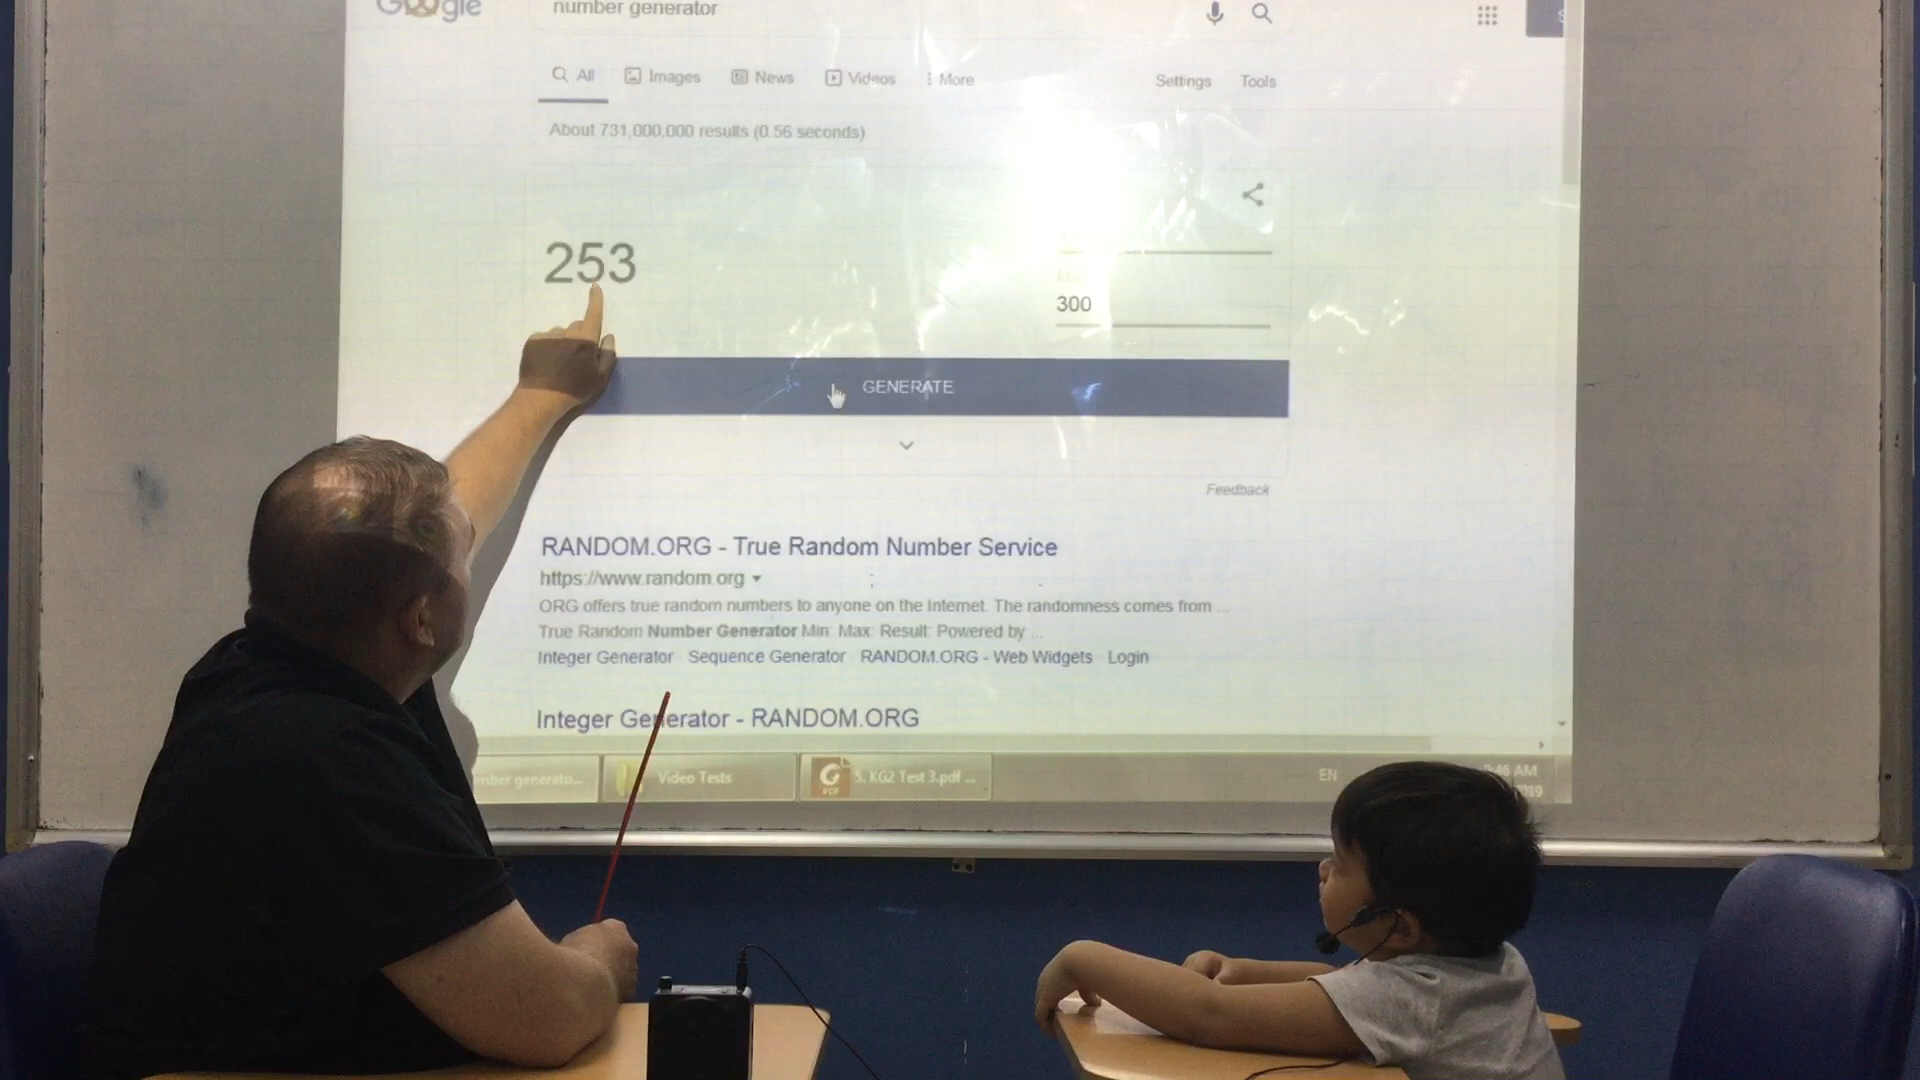 Google
number generator
All Images News Videos More Settings Tools
About 731,000,000 results (0.56 seconds)
253
300
GENERATE
Feedback
RANDOM.ORG - True Random Number Service
https://www.random.org
ORG offers true random numbers to anyone on the Internet. The randomness comes from ...
True Random Number Generator Min: Max: Result: Powered by ...
Integer Generator · Sequence Generator · RANDOM.ORG - Web Widgets · Login
Integer Generator - RANDOM.ORG
Video Tests
5. KG2 Test 3.pdf ...
PDF
EN